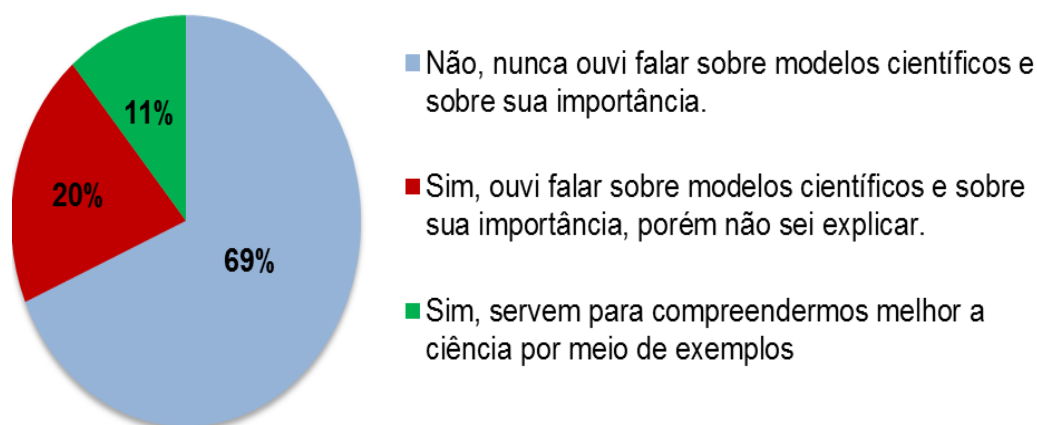 11%
20%
69%
Não, nunca ouvi falar sobre modelos científicos e
sobre sua importância.
Sim, ouvi falar sobre modelos científicos e sobre
sua importância, porém não sei explicar.
Sim, servem para compreendermos melhor a
ciência por meio de exemplos